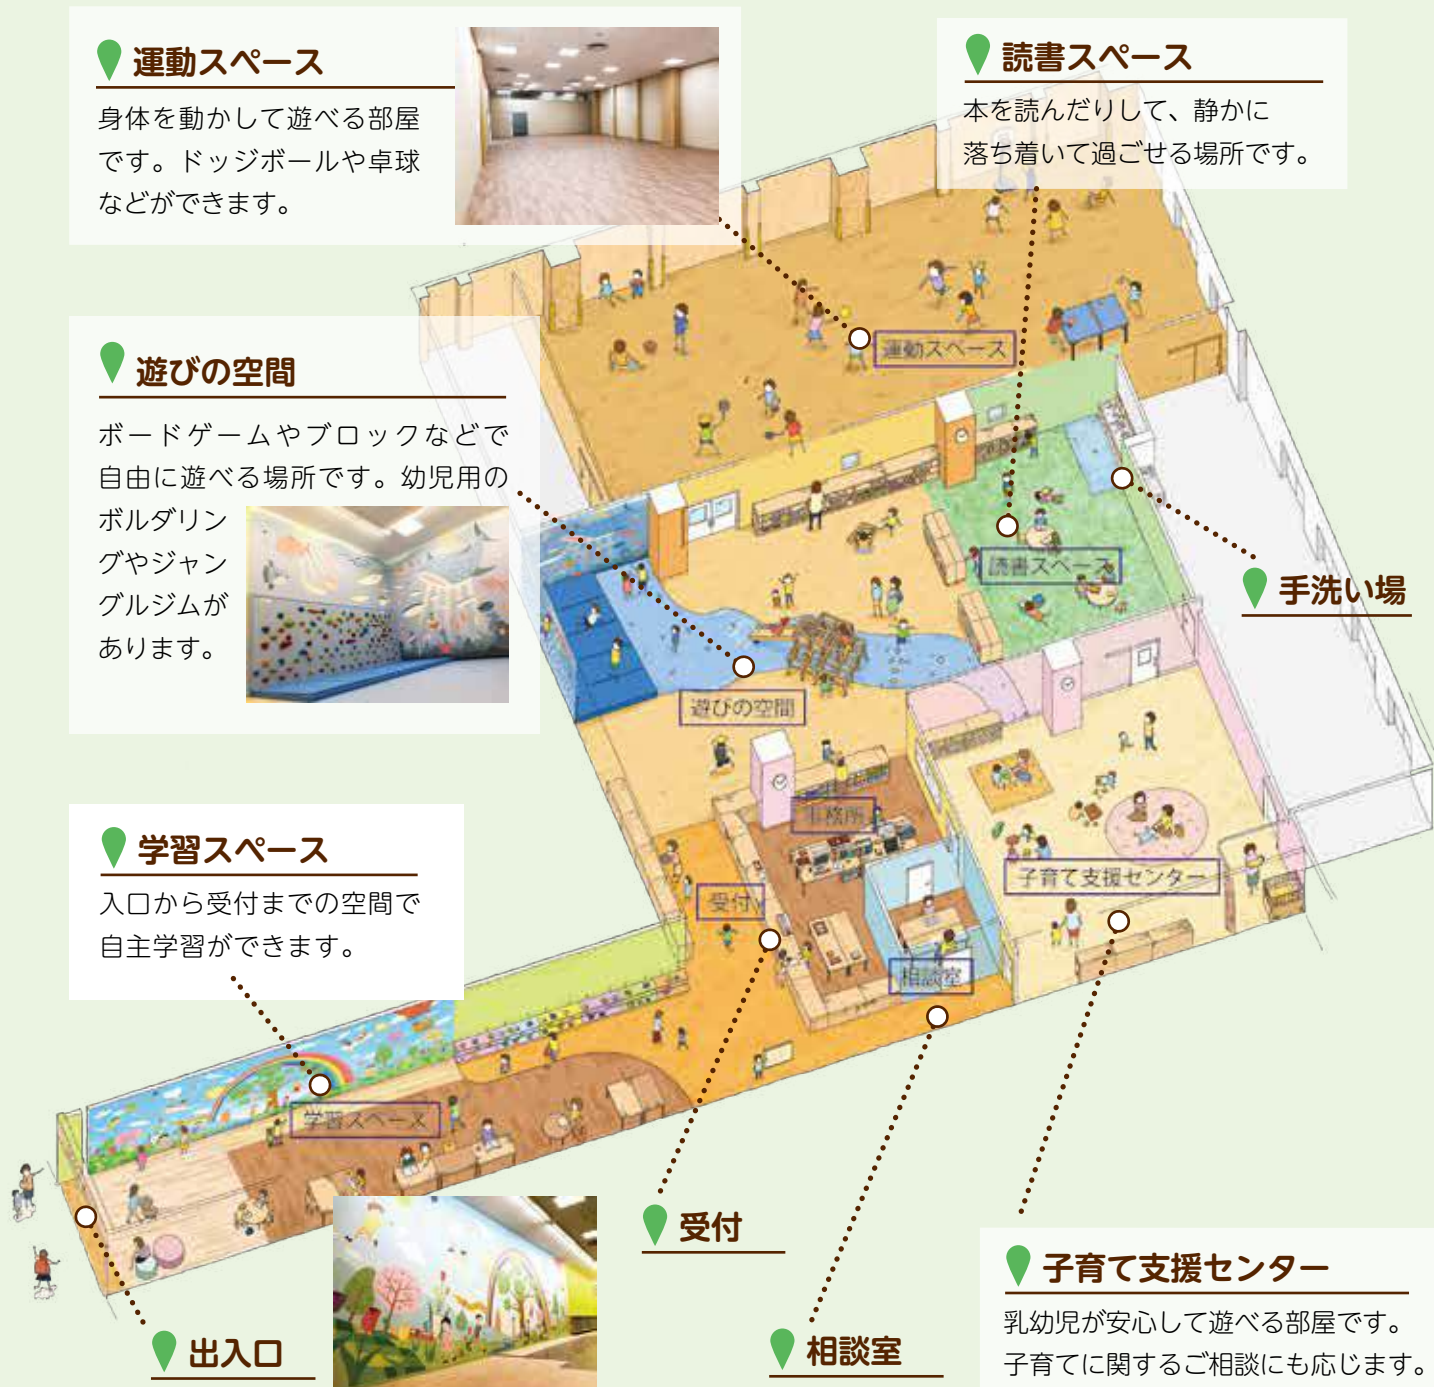 運動スペース
身体を動かして遊べる部屋
です。ドッジボールや卓球
などができます。
読書スペース
本を読んだりして、静かに
落ち着いて過ごせる場所です。
遊びの空間
ボードゲームやブロックなどで
自由に遊べる場所です。幼児用の
ボルダリン
グやジャン
グルジムが
あります。
運動スペース
読書スペース
手洗い場
遊びの空間
事務所
学習スペース
入口から受付までの空間で
自主学習ができます。
受付
子育て支援センター
相談室
学習スペース
受付
出入口
相談室
子育て支援センター
乳幼児が安心して遊べる部屋です。
子育てに関するご相談にも応じます。